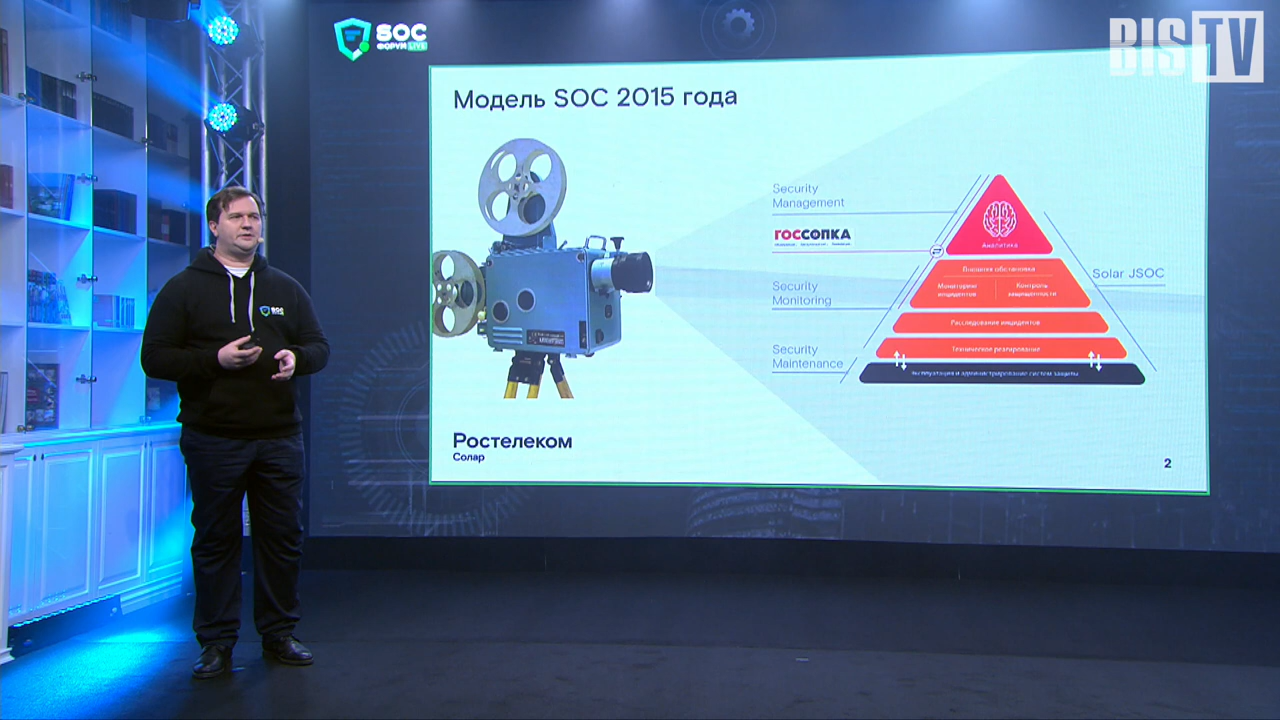 SOC
ФОРУМ LIVE
BIS TV
Модель SOC 2015 года
Security
Management
ГОССОПКА
Security
Monitoring
Security
Maintenance
Аналитика
Внешняя обстановка
Мониторинг
инцидентов
Контроль
защищенности
Расследование инцидентов
Техническое реагирование
Эксплуатация и администрирование систем защиты
Solar JSOC
Ростелеком
Солар
2
SOC